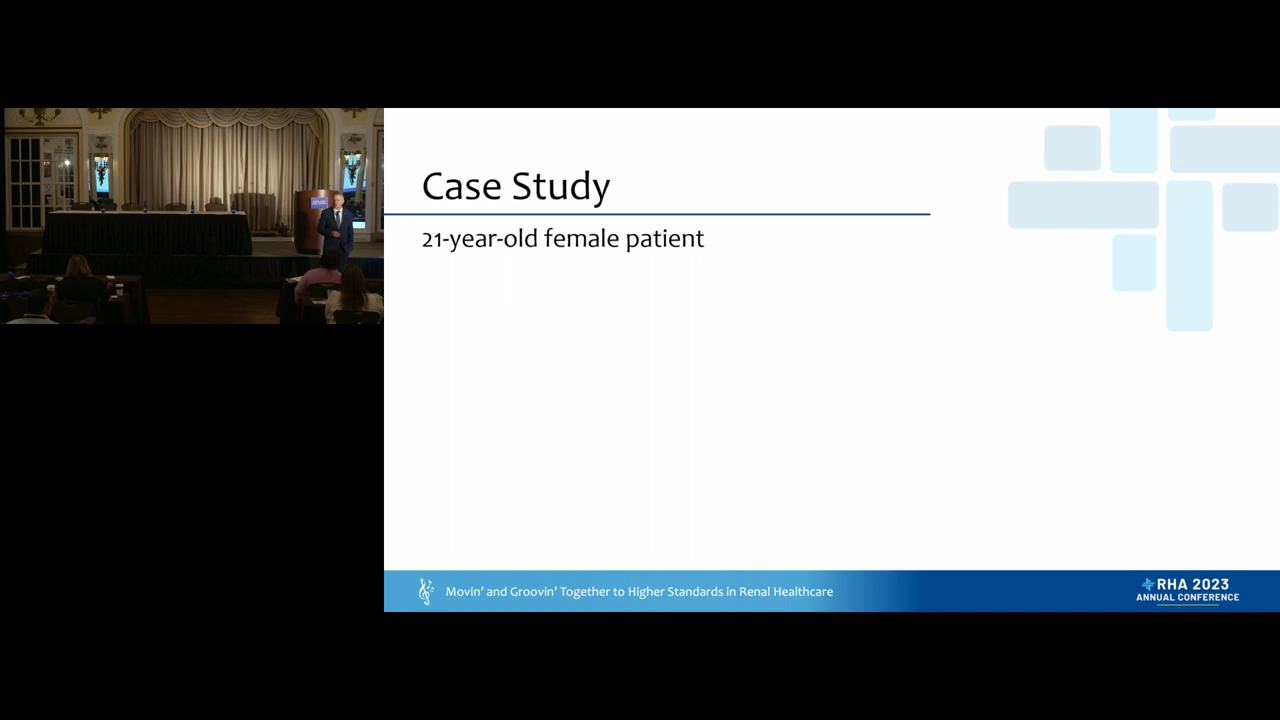 Case Study
21-year-old female patient
Movin' and Groovin' Together to Higher Standards in Renal Healthcare
RHA 2023
ANNUAL CONFERENCE